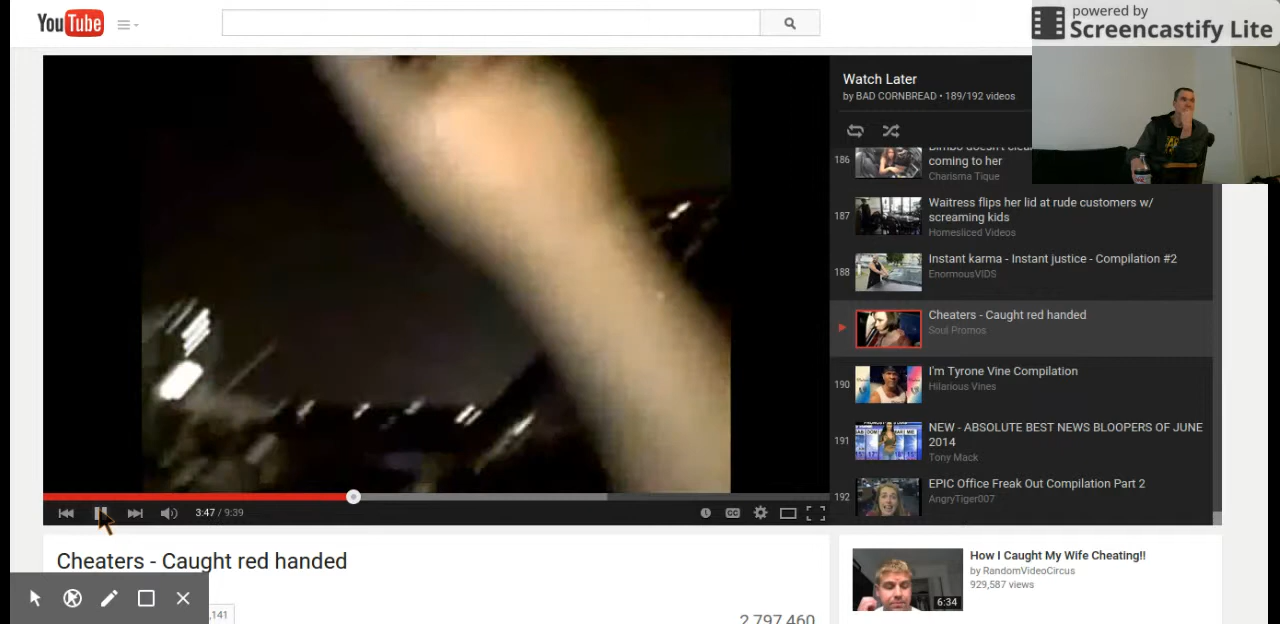 YouTube
powered by
Screencastify Lite
Watch Later
by BAD CORNBREAD • 189/192 videos
186
coming to her
Charisma Tique
187
Waitress flips her lid at rude customers w/
screaming kids
Homesliced Videos
188
Instant karma - Instant justice - Compilation #2
EnormousVIDS
Cheaters - Caught red handed
Soul Promos
190
I'm Tyrone Vine Compilation
Hilarious Vines
191
NEW - ABSOLUTE BEST NEWS BLOOPERS OF JUNE
2014
Tony Mack
192
EPIC Office Freak Out Compilation Part 2
AngryTiger007
3:47 / 9:39
CC
Cheaters - Caught red handed
,141
2,797,460
How I Caught My Wife Cheating!!
by RandomVideoCircus
929,587 views
6:34